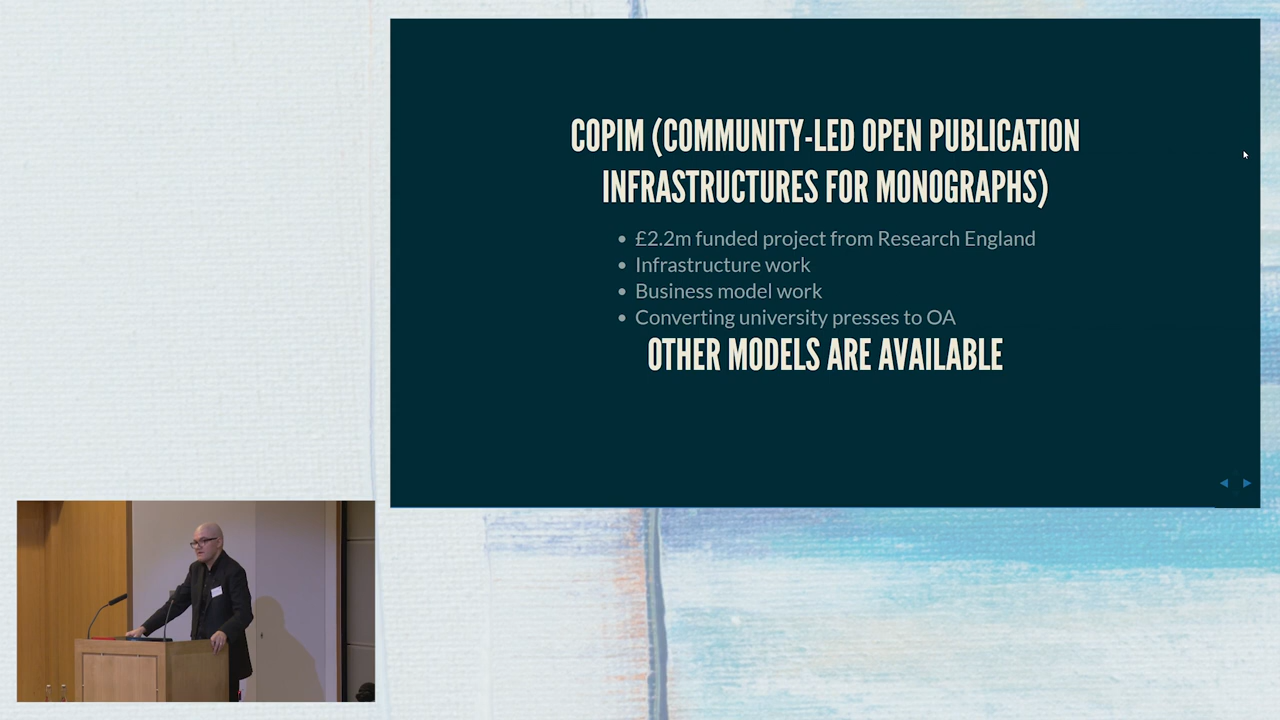 COPIM (COMMUNITY-LED OPEN PUBLICATION
INFRASTRUCTURES FOR MONOGRAPHS)
• £2.2m funded project from Research England
• Infrastructure work
• Business model work
• Converting university presses to OA
OTHER MODELS ARE AVAILABLE